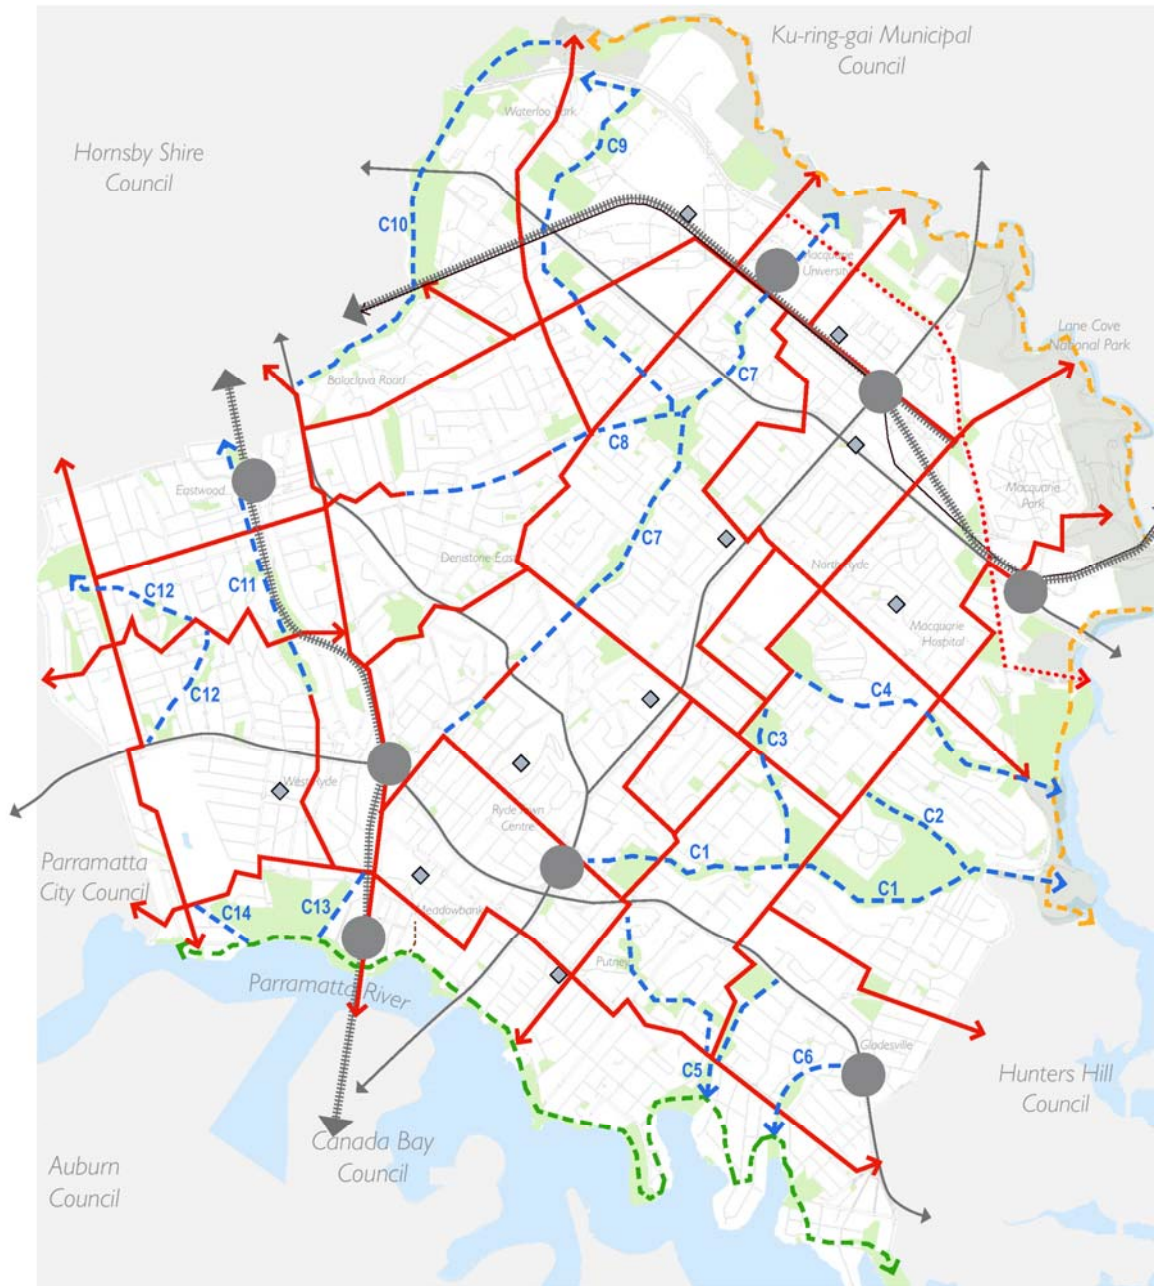 Ku-ring-gai Municipal
Council
Waterloo Park
Hornsby Shire
Council
C9
C10
Macquarie
University
Lane Cove
National Park
Balaclava Road
C7
C8
Eastwood
Macquarie
Park
C7
Denistone East
North Ryde
C12
C11
Macquarie
Hospital
C12
C4
C3
West Ryde
Ryde Town
Centre
C2
Parramatta
City Council
C1
C1
C14
C13
Meadowbank
Putney
Parramatta River
C5
C6
Gladesville
Hunters Hill
Council
Canada Bay
Council
Auburn
Council